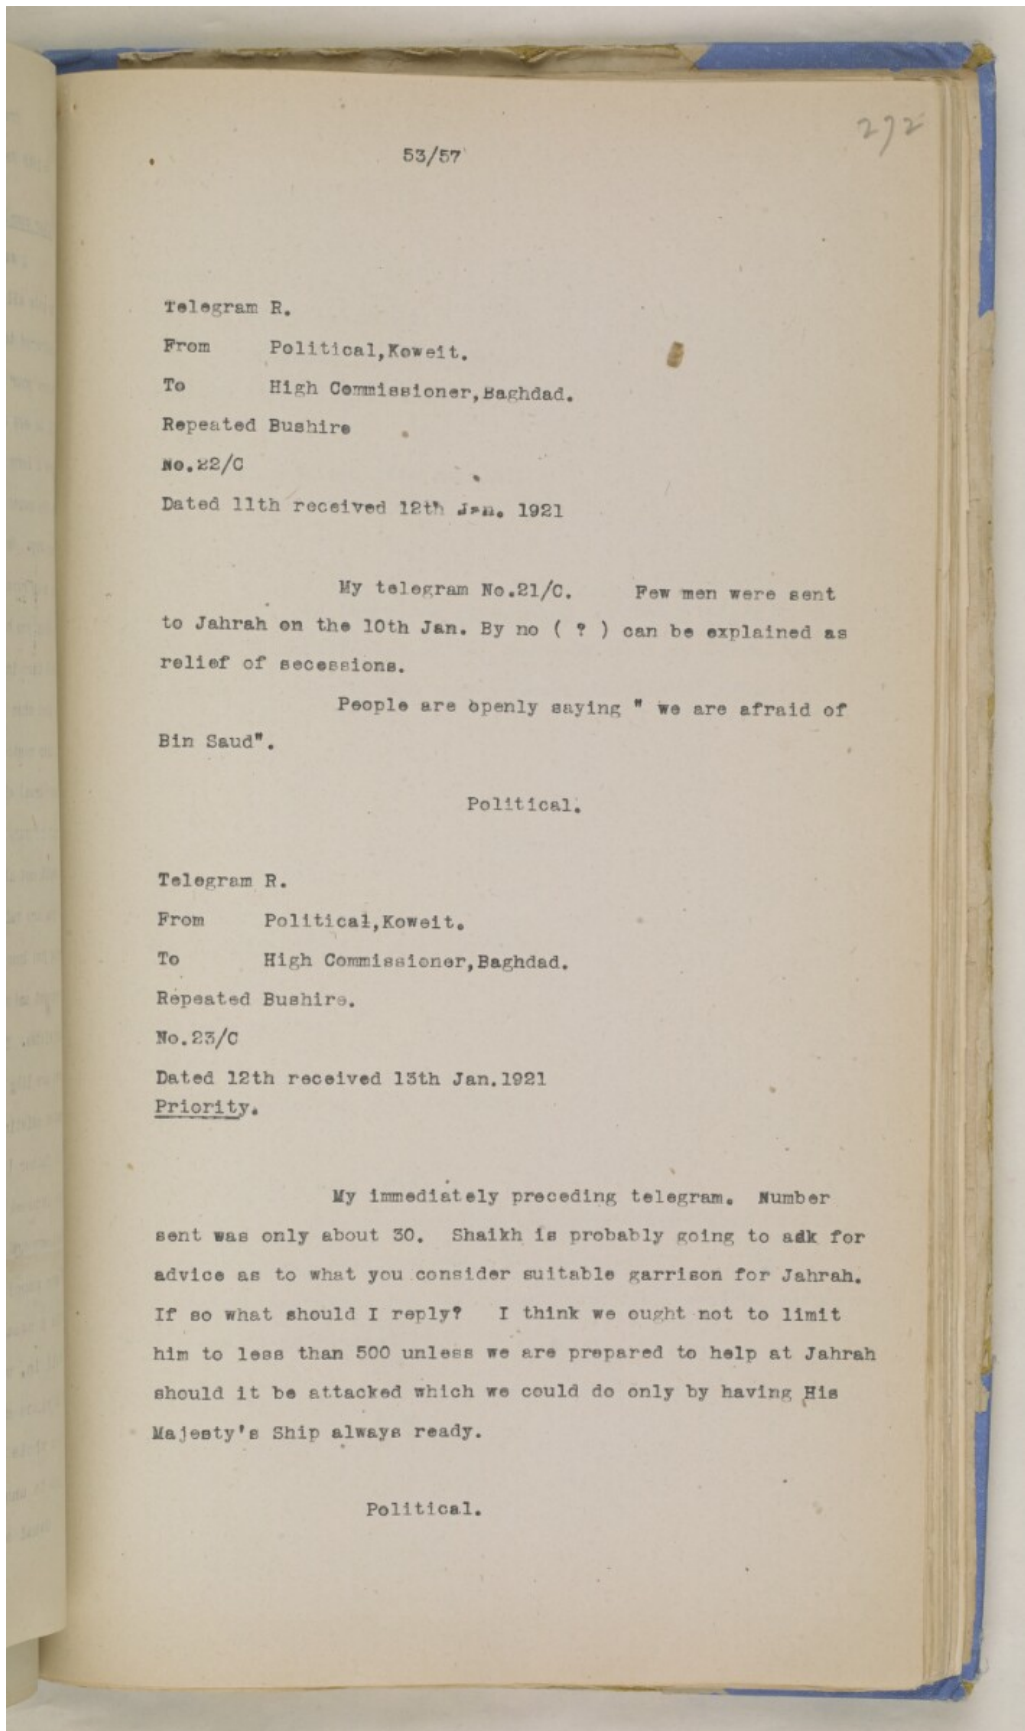 272
53/57
Telegram R.
From Political,Koweit.
To High Commissioner,Baghdad.
Repeated Bushire
No.22/C
Dated 11th received 12th Jan. 1921
My telegram No.21/C. Few men were sent
to Jahrah on the 10th Jan. By no ( ? ) can be explained as
relief of secessions.
People are openly saying " we are afraid of
Bin Saud".
Political.
Telegram R.
From Political,Koweit.
To High Commissioner,Baghdad.
Repeated Bushire.
No.23/C
Dated 12th received 13th Jan.1921
Priority.
My immediately preceding telegram. Number
sent was only about 30. Shaikh is probably going to adk for
advice as to what you consider suitable garrison for Jahrah.
If so what should I reply? I think we ought not to limit
him to less than 500 unless we are prepared to help at Jahrah
should it be attacked which we could do only by having His
Majesty's Ship always ready.
Political.